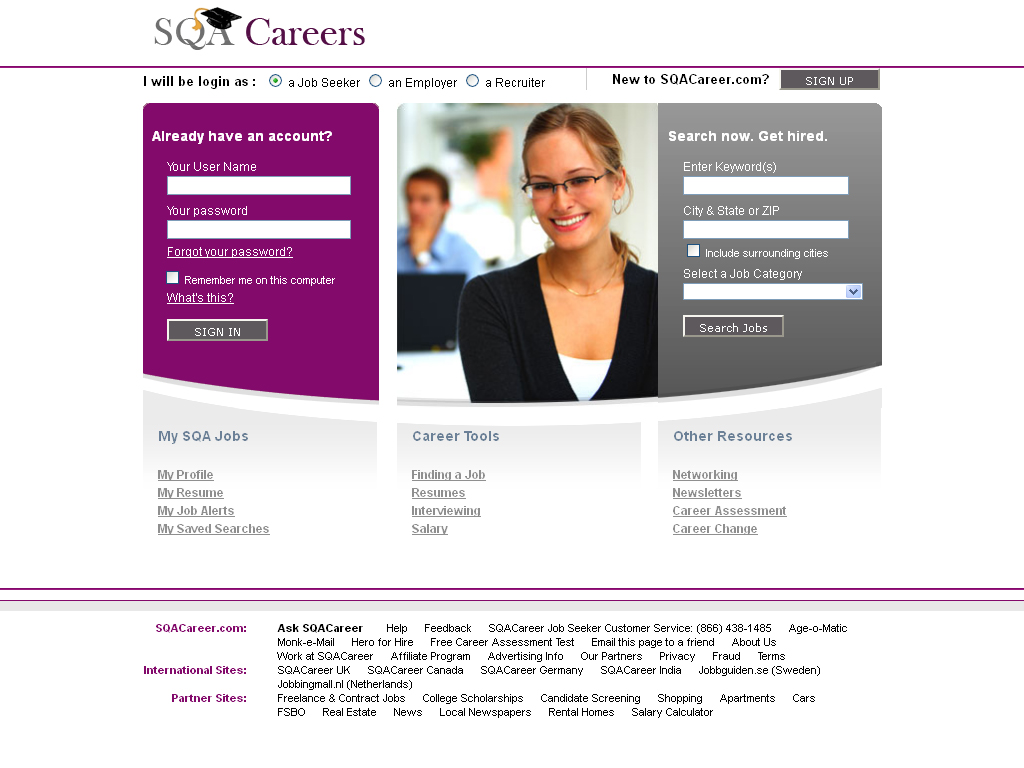 SQA Careers
I will be login as : a Job Seeker an Employer a Recruiter New to SQACareer.com? SIGN UP
Already have an account?
Your User Name
Your password
Forgot your password?
Remember me on this computer
What's this?
SIGN IN
Search now. Get hired.
Enter Keyword(s)
City & State or ZIP
Include surrounding cities
Select a Job Category
Search Jobs
My SQA Jobs
My Profile
My Resume
My Job Alerts
My Saved Searches
Career Tools
Finding a Job
Resumes
Interviewing
Salary
Other Resources
Networking
Newsletters
Career Assessment
Career Change
SQACareer.com: Ask SQACareer Help Feedback SQACareer Job Seeker Customer Service: (866) 438-1485 Age-o-Matic
Monk-e-Mail Hero for Hire Free Career Assessment Test Email this page to a friend About Us
Work at SQACareer Affiliate Program Advertising Info Our Partners Privacy Fraud Terms
International Sites: SQACareer UK SQACareer Canada SQACareer Germany SQACareer India Jobbguiden.se (Sweden)
Jobbingmall.nl (Netherlands)
Partner Sites: Freelance & Contract Jobs College Scholarships Candidate Screening Shopping Apartments Cars
FSBO Real Estate News Local Newspapers Rental Homes Salary Calculator